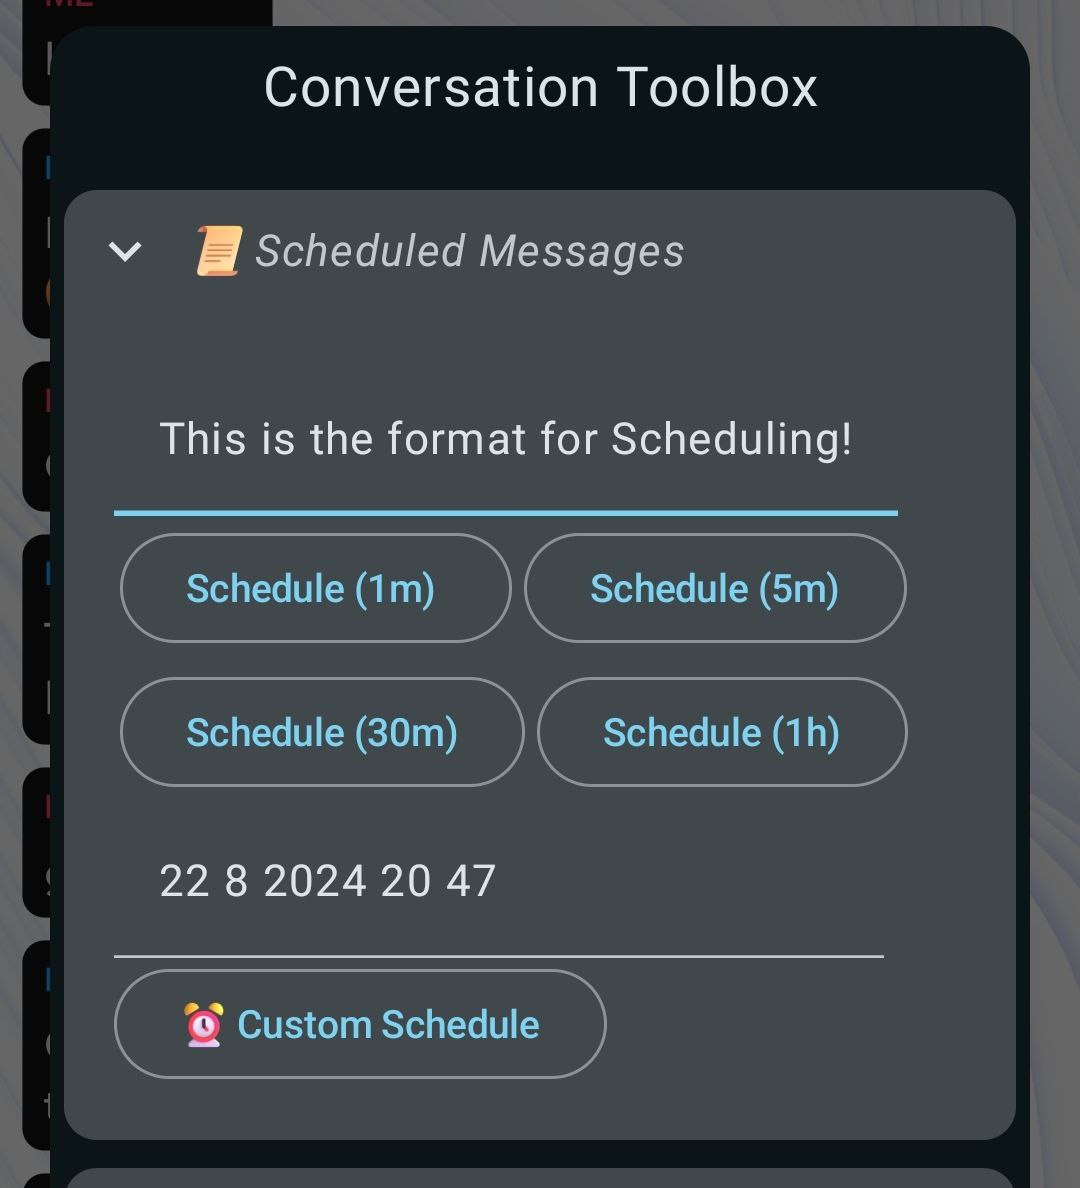 ME
Conversation Toolbox
📜 Scheduled Messages
This is the format for Scheduling!
Schedule (1m) Schedule (5m)
Schedule (30m) Schedule (1h)
22 8 2024 20 47
⏰ Custom Schedule